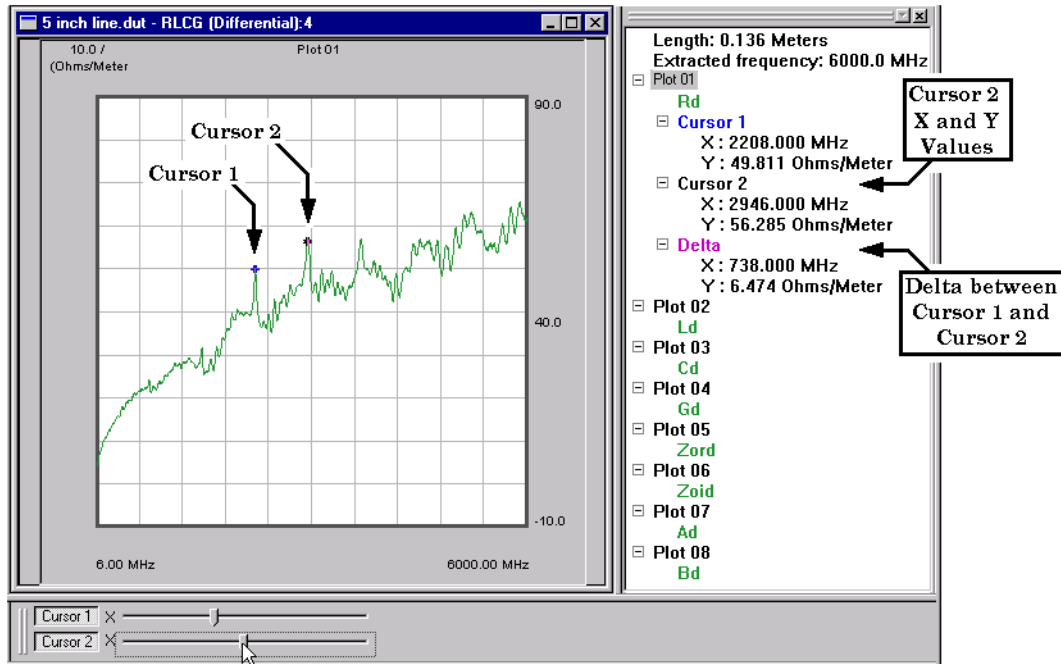 5 inch line.dut - RLCG (Differential):4
10.0 /
(Ohms/Meter
Plot 01
90.0
40.0
-10.0
6.00 MHz
6000.00 MHz
Cursor 2
Cursor 1
Length: 0.136 Meters
Extracted frequency: 6000.0 MHz
Plot 01
Rd
Cursor 1
X : 2208.000 MHz
Y : 49.811 Ohms/Meter
Cursor 2
X : 2946.000 MHz
Y : 56.285 Ohms/Meter
Delta
X : 738.000 MHz
Y : 6.474 Ohms/Meter
Plot 02
Ld
Plot 03
Cd
Plot 04
Gd
Plot 05
Zord
Plot 06
Zoid
Plot 07
Ad
Plot 08
Bd
Cursor 2
X and Y
Values
Delta between
Cursor 1 and
Cursor 2
Cursor 1 X
Cursor 2 X